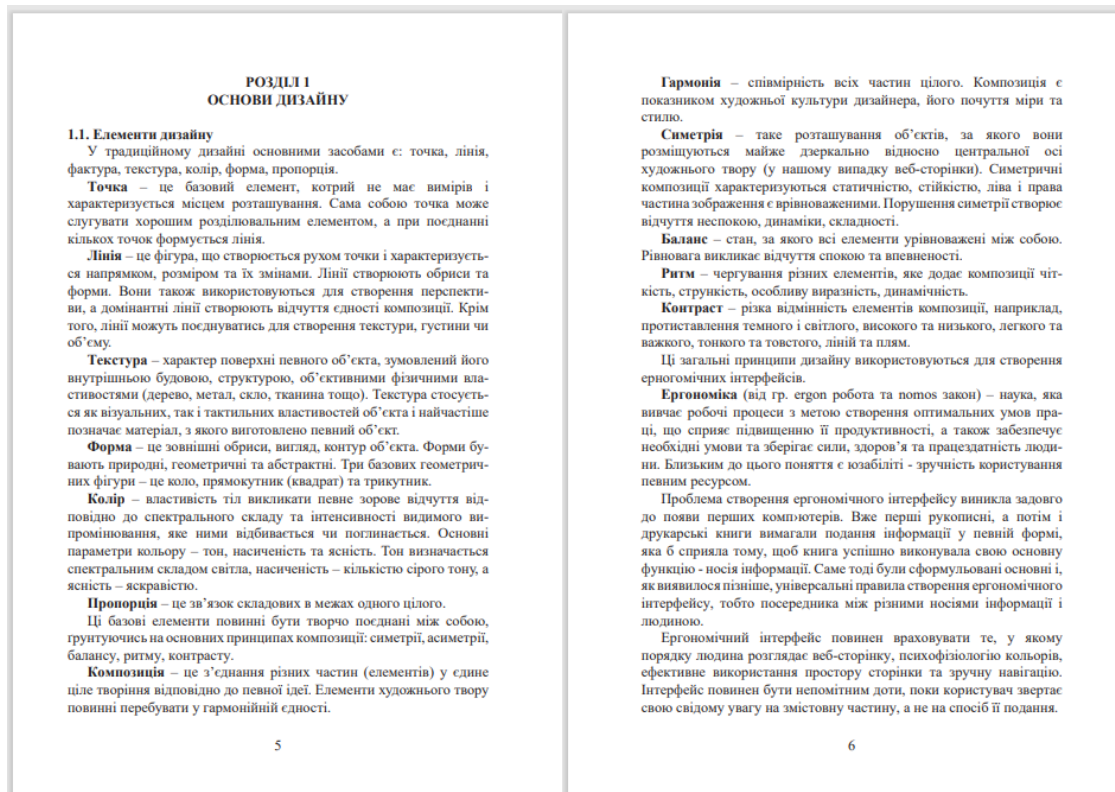 РОЗДІЛ 1
ОСНОВИ ДИЗАЙНУ
1.1. Елементи дизайну
У традиційному дизайні основними засобами є: точка, лінія,
фактура, текстура, колір, форма, пропорція.
Точка – це базовий елемент, котрий не має вимірів і
характеризується місцем розташування. Сама собою точка може
слугувати хорошим розділювальним елементом, а при поєднанні
кількох точок формується лінія.
Лінія – це фігура, що створюється рухом точки і характеризуєть-
ся напрямком, розміром та їх змінами. Лінії створюють обриси та
форми. Вони також використовуються для створення перспекти-
ви, а домінантні лінії створюють відчуття єдності композиції. Крім
того, лінії можуть поєднуватись для створення текстури, густини чи
об’єму.
Текстура – характер поверхні певного об’єкта, зумовлений його
внутрішньою будовою, структурою, об’єктивними фізичними вла-
стивостями (дерево, метал, скло, тканина тощо). Текстура стосуєть-
ся як візуальних, так і тактильних властивостей об’єкта і найчастіше
позначає матеріал, з якого виготовлено певний об’єкт.
Форма – це зовнішні обриси, вигляд, контур об’єкта. Форми бу-
вають природні, геометричні та абстрактні. Три базових геометрич-
них фігури – це коло, прямокутник (квадрат) та трикутник.
Колір – властивість тіл викликати певне зорове відчуття від-
повідно до спектрального складу та інтенсивності видимого ви-
промінювання, яке ними відбивається чи поглинається. Основні
параметри кольору – тон, насиченість та ясність. Тон визначається
спектральним складом світла, насиченість – кількістю сірого тону, а
ясність – яскравістю.
Пропорція – це зв’язок складових в межах одного цілого.
Ці базові елементи повинні бути творчо поєднані між собою,
ґрунтуючись на основних принципах композиції: симетрії, асиметрії,
балансу, ритму, контрасту.
Композиція – це з’єднання різних частин (елементів) у єдине
ціле творіння відповідно до певної ідеї. Елементи художнього твору
повинні перебувати у гармонійній єдності.
5
Гармонія – співмірність всіх частин цілого. Композиція є
показником художньої культури дизайнера, його почуття міри та
стилю.
Симетрія – таке розташування об’єктів, за якого вони
розміщуються майже дзеркально відносно центральної осі
художнього твору (у нашому випадку веб-сторінки). Симетричні
композиції характеризуються статичністю, стійкістю, ліва і права
частина зображення є врівноваженими. Порушення симетрії створює
відчуття неспокою, динаміки, складності.
Баланс – стан, за якого всі елементи урівноважені між собою.
Рівновага викликає відчуття спокою та впевненості.
Ритм – чергування різних елементів, яке додає композиції чіт-
кість, стрункість, особливу виразність, динамічність.
Контраст – різка відмінність елементів композиції, наприклад,
протиставлення темного і світлого, високого та низького, легкого та
важкого, тонкого та товстого, ліній та плям.
Ці загальні принципи дизайну використовуються для створення
ерногомічних інтерфейсів.
Ергономіка (від гр. ergon робота та nomos закон) – наука, яка
вивчає робочі процеси з метою створення оптимальних умов пра-
ці, що сприяє підвищенню її продуктивності, а також забезпечує
необхідні умови та зберігає сили, здоров’я та працездатність люди-
ни. Близьким до цього поняття є юзабіліті - зручність користування
певним ресурсом.
Проблема створення ергономічного інтерфейсу виникла задовго
до появи перших комп›ютерів. Вже перші рукописні, а потім і
друкарські книги вимагали подання інформації у певній формі,
яка б сприяла тому, щоб книга успішно виконувала свою основну
функцію - носія інформації. Саме тоді були сформульовані основні і,
як виявилося пізніше, універсальні правила створення ергономічного
інтерфейсу, тобто посередника між різними носіями інформації і
людиною.
Ергономічний інтерфейс повинен враховувати те, у якому
порядку людина розглядає веб-сторінку, психофізіологію кольорів,
ефективне використання простору сторінки та зручну навігацію.
Інтерфейс повинен бути непомітним доти, поки користувач звертає
свою свідому увагу на змістовну частину, а не на спосіб її подання.
6